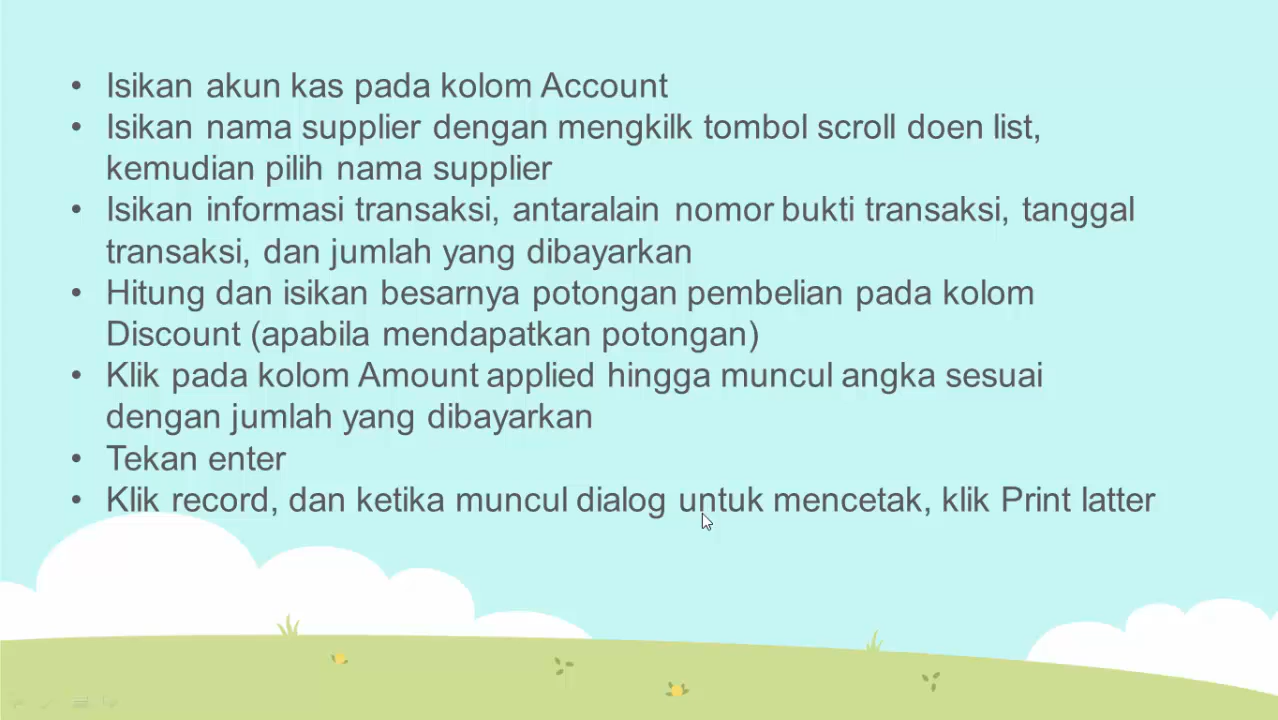 • Isikan akun kas pada kolom Account
• Isikan nama supplier dengan mengkilk tombol scroll doen list,
kemudian pilih nama supplier
• Isikan informasi transaksi, antaralain nomor bukti transaksi, tanggal
transaksi, dan jumlah yang dibayarkan
• Hitung dan isikan besarnya potongan pembelian pada kolom
Discount (apabila mendapatkan potongan)
• Klik pada kolom Amount applied hingga muncul angka sesuai
dengan jumlah yang dibayarkan
• Tekan enter
• Klik record, dan ketika muncul dialog untuk mencetak, klik Print latter